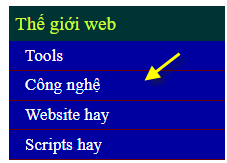 Thế giới web
Tools
Công nghệ
Website hay
Scripts hay